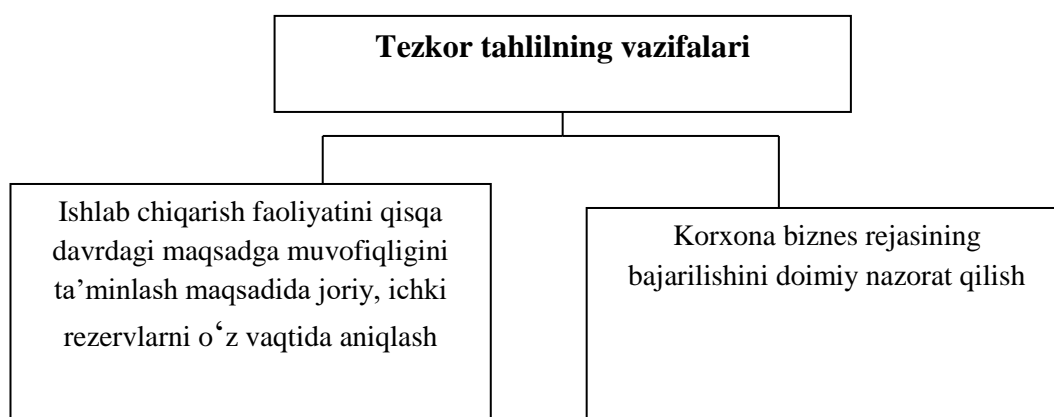 Tezkor tahlilning vazifalari
Ishlab chiqarish faoliyatini qisqa
davrdagi maqsadga muvofiqligini
ta’minlash maqsadida joriy, ichki
rezervlarni o‘z vaqtida aniqlash
Korxona biznes rejasining
bajarilishini doimiy nazorat qilish